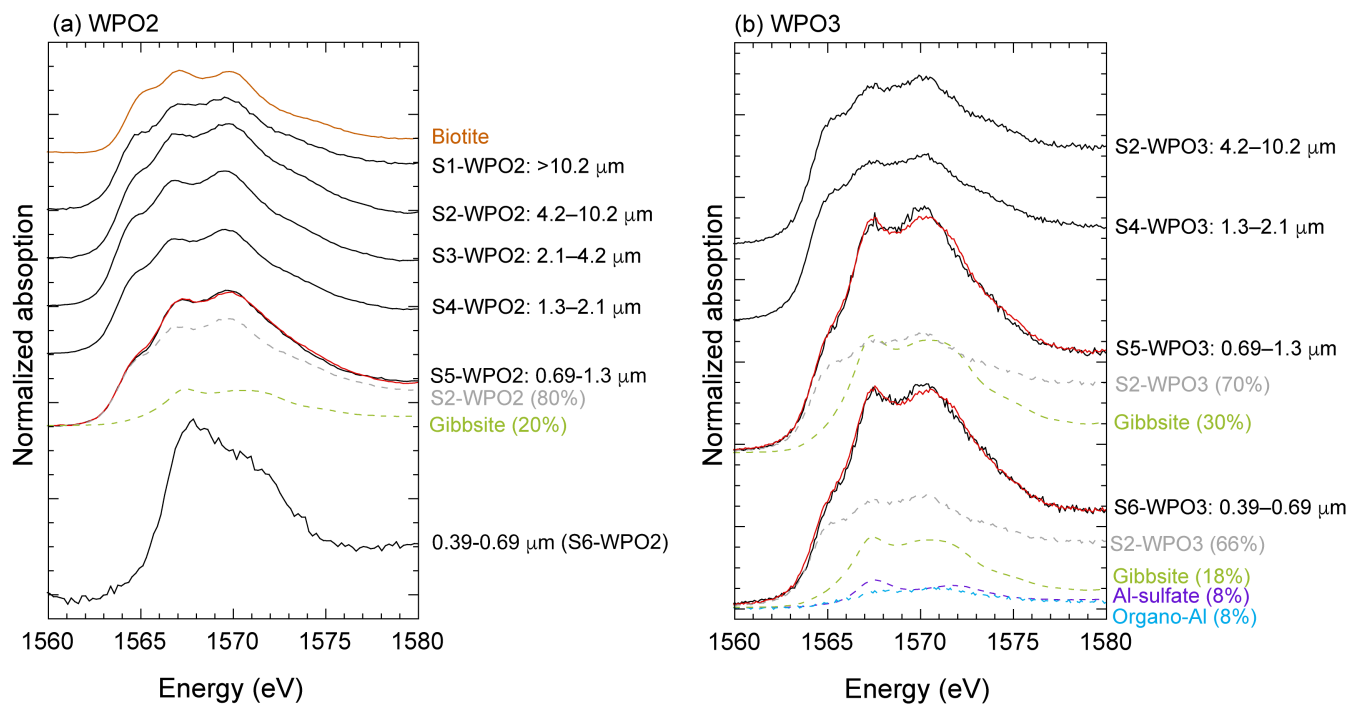 (a) WPO2
Normalized absoption
Biotite
S1-WPO2: >10.2 μm
S2-WPO2: 4.2–10.2 μm
S3-WPO2: 2.1–4.2 μm
S4-WPO2: 1.3–2.1 μm
S5-WPO2: 0.69-1.3 μm
S2-WPO2 (80%)
Gibbsite (20%)
0.39-0.69 μm (S6-WPO2)
1560 1565 1570 1575 1580
Energy (eV)
(b) WPO3
Normalized absorption
S2-WPO3: 4.2–10.2 μm
S4-WPO3: 1.3–2.1 μm
S5-WPO3: 0.69–1.3 μm
S2-WPO3 (70%)
Gibbsite (30%)
S6-WPO3: 0.39–0.69 μm
S2-WPO3 (66%)
Gibbsite (18%)
Al-sulfate (8%)
Organo-Al (8%)
1560 1565 1570 1575 1580
Energy (eV)